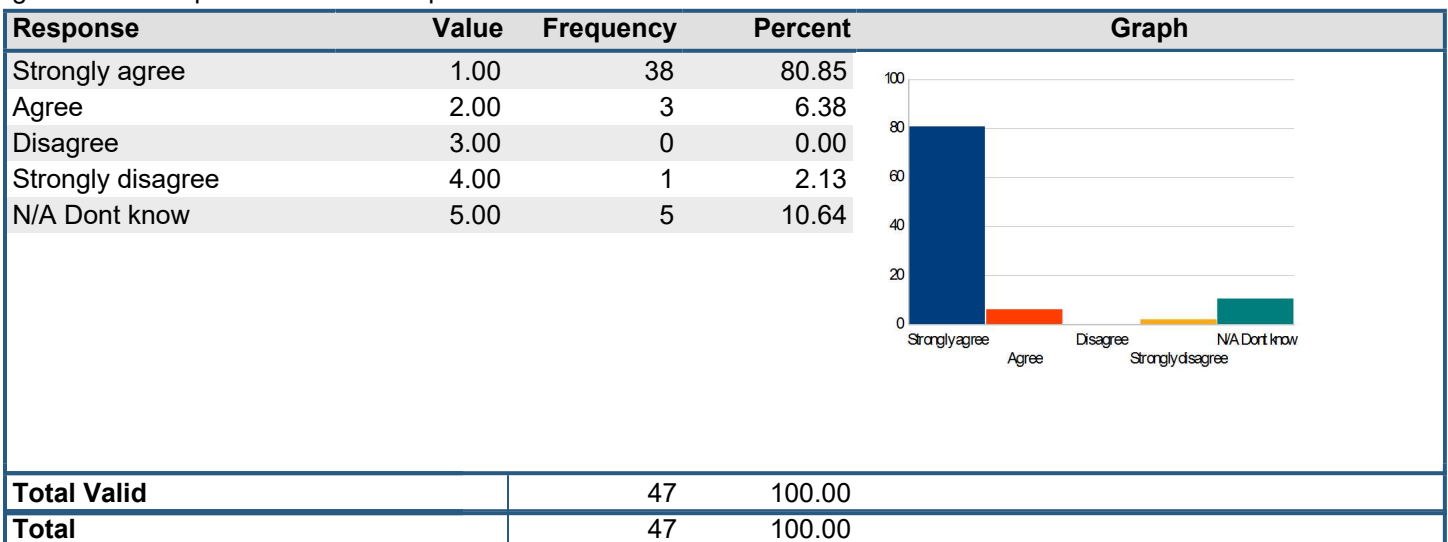 Response Value Frequency Percent Graph
Strongly agree 1.00 38 80.85
Agree 2.00 3 6.38
Disagree 3.00 0 0.00
Strongly disagree 4.00 1 2.13
N/A Dont know 5.00 5 10.64
100
80
60
40
20
0
Strongly agree Disagree N/A Dont know
Agree Strongly disagree
Total Valid 47 100.00
Total 47 100.00